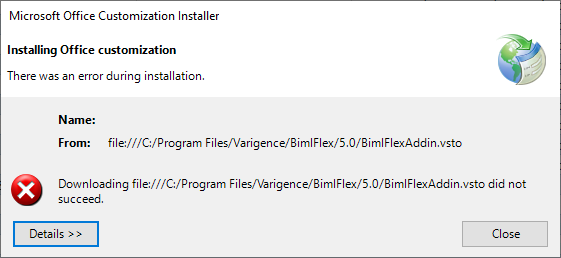 Microsoft Office Customization Installer
Installing Office customization
There was an error during installation.
Name:
From: file:///C:/Program Files/Varigence/BimlFlex/5.0/BimlFlexAddin.vsto
Downloading file:///C:/Program Files/Varigence/BimlFlex/5.0/BimlFlexAddin.vsto did not
succeed.
Details >> Close